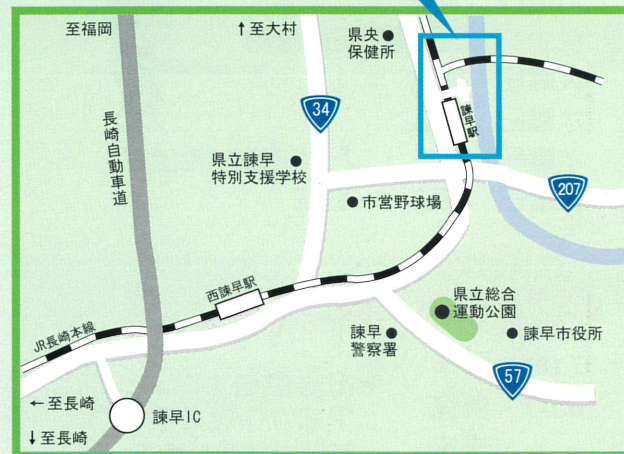 至福岡
↑至大村
県央
保健所
長崎自動車道
34
諫早駅
県立諫早
特別支援学校
市営野球場
207
西諫早駅
県立総合
運動公園
JR長崎本線
諫早
警察署
諫早市役所
57
←至長崎
諫早IC
↓至長崎